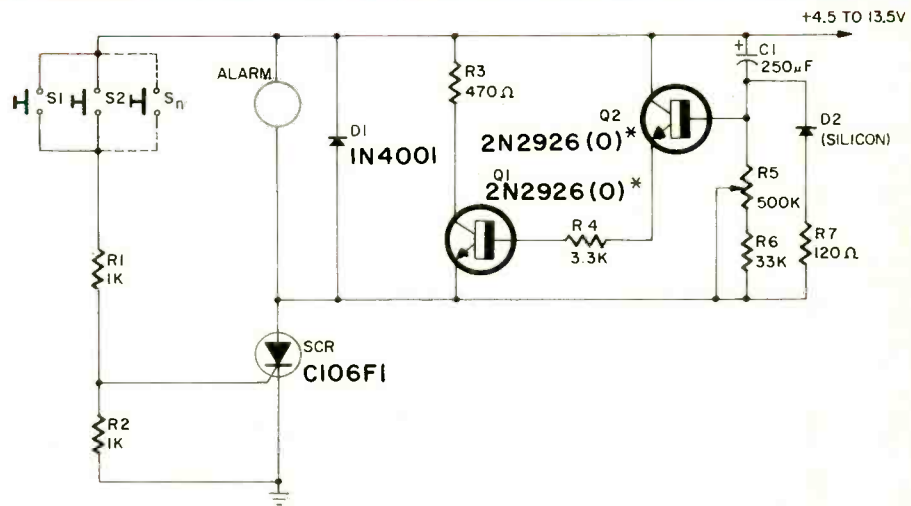 +4.5 TO 13.5V
S1
S2
Sn
ALARM
D1
1N4001
R3
470Ω
Q2
2N2926(O)*
Q1
2N2926(O)*
R4
3.3K
C1
+
250μF
D2
(SILICON)
R5
500K
R6
33K
R7
120Ω
R1
1K
SCR
C106F1
R2
1K